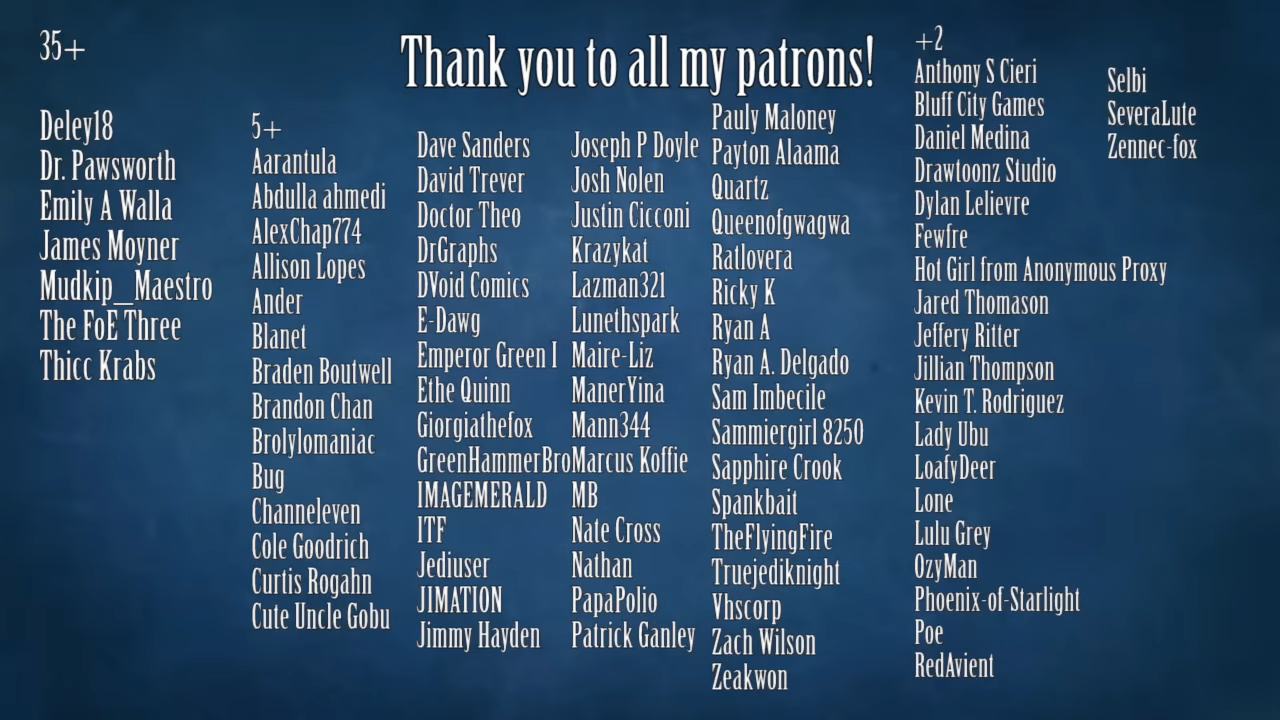 Thank you to all my patrons!
35+
Deley18
Dr. Pawsworth
Emily A Walla
James Moyner
Mudkip_Maestro
The FoE Three
Thicc Krabs
5+
Aarantula
Abdulla ahmedi
AlexChap774
Allison Lopes
Ander
Blanet
Braden Boutwell
Brandon Chan
Brolylomaniac
Bug
Channeleven
Cole Goodrich
Curtis Rogahn
Cute Uncle Gobu
Dave Sanders
David Trever
Doctor Theo
DrGraphs
DVoid Comics
E-Dawg
Emperor Green I
Ethe Quinn
Giorgiathefox
GreenHammerBro
IMAGEMERALD
ITF
Jediuser
JIMATION
Jimmy Hayden
Joseph P Doyle
Josh Nolen
Justin Cicconi
Krazykat
Lazman321
Lunethspark
Maire-Liz
ManerYina
Mann344
Marcus Koffie
MB
Nate Cross
Nathan
PapaPolio
Patrick Ganley
Pauly Maloney
Payton Alaama
Quartz
Queenofgwagwa
Ratlovera
Ricky K
Ryan A
Ryan A. Delgado
Sam Imbecile
Sammiergirl 8250
Sapphire Crook
Spankbait
TheFlyingFire
Truejediknight
Vhscorp
Zach Wilson
Zeakwon
+2
Anthony S Cieri
Bluff City Games
Daniel Medina
Drawtoonz Studio
Dylan Lelievre
Fewfre
Hot Girl from Anonymous Proxy
Jared Thomason
Jeffery Ritter
Jillian Thompson
Kevin T. Rodriguez
Lady Ubu
LoafyDeer
Lone
Lulu Grey
OzyMan
Phoenix-of-Starlight
Poe
RedAvient
Selbi
SeveraLute
Zennec-fox